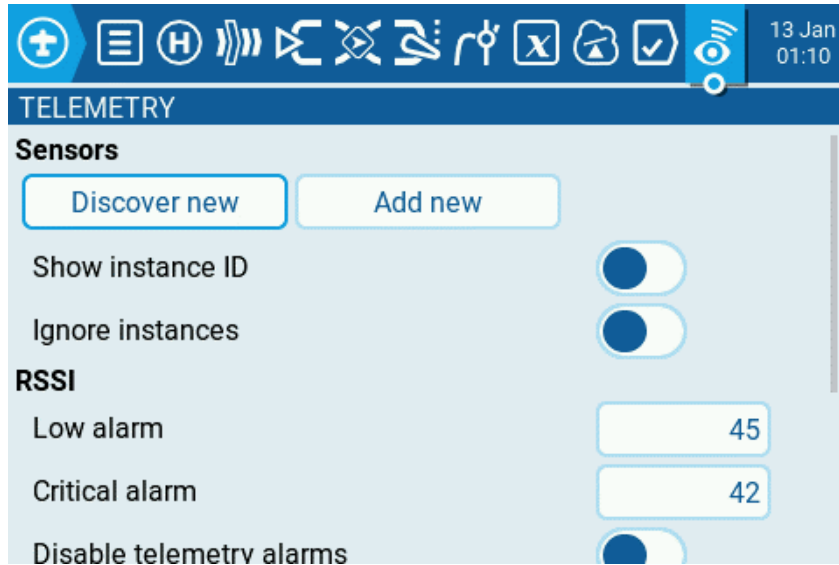 13 Jan
01:10
TELEMETRY
Sensors
Discover new
Add new
Show instance ID
Ignore instances
RSSI
Low alarm
45
Critical alarm
42
Disable telemetry alarms